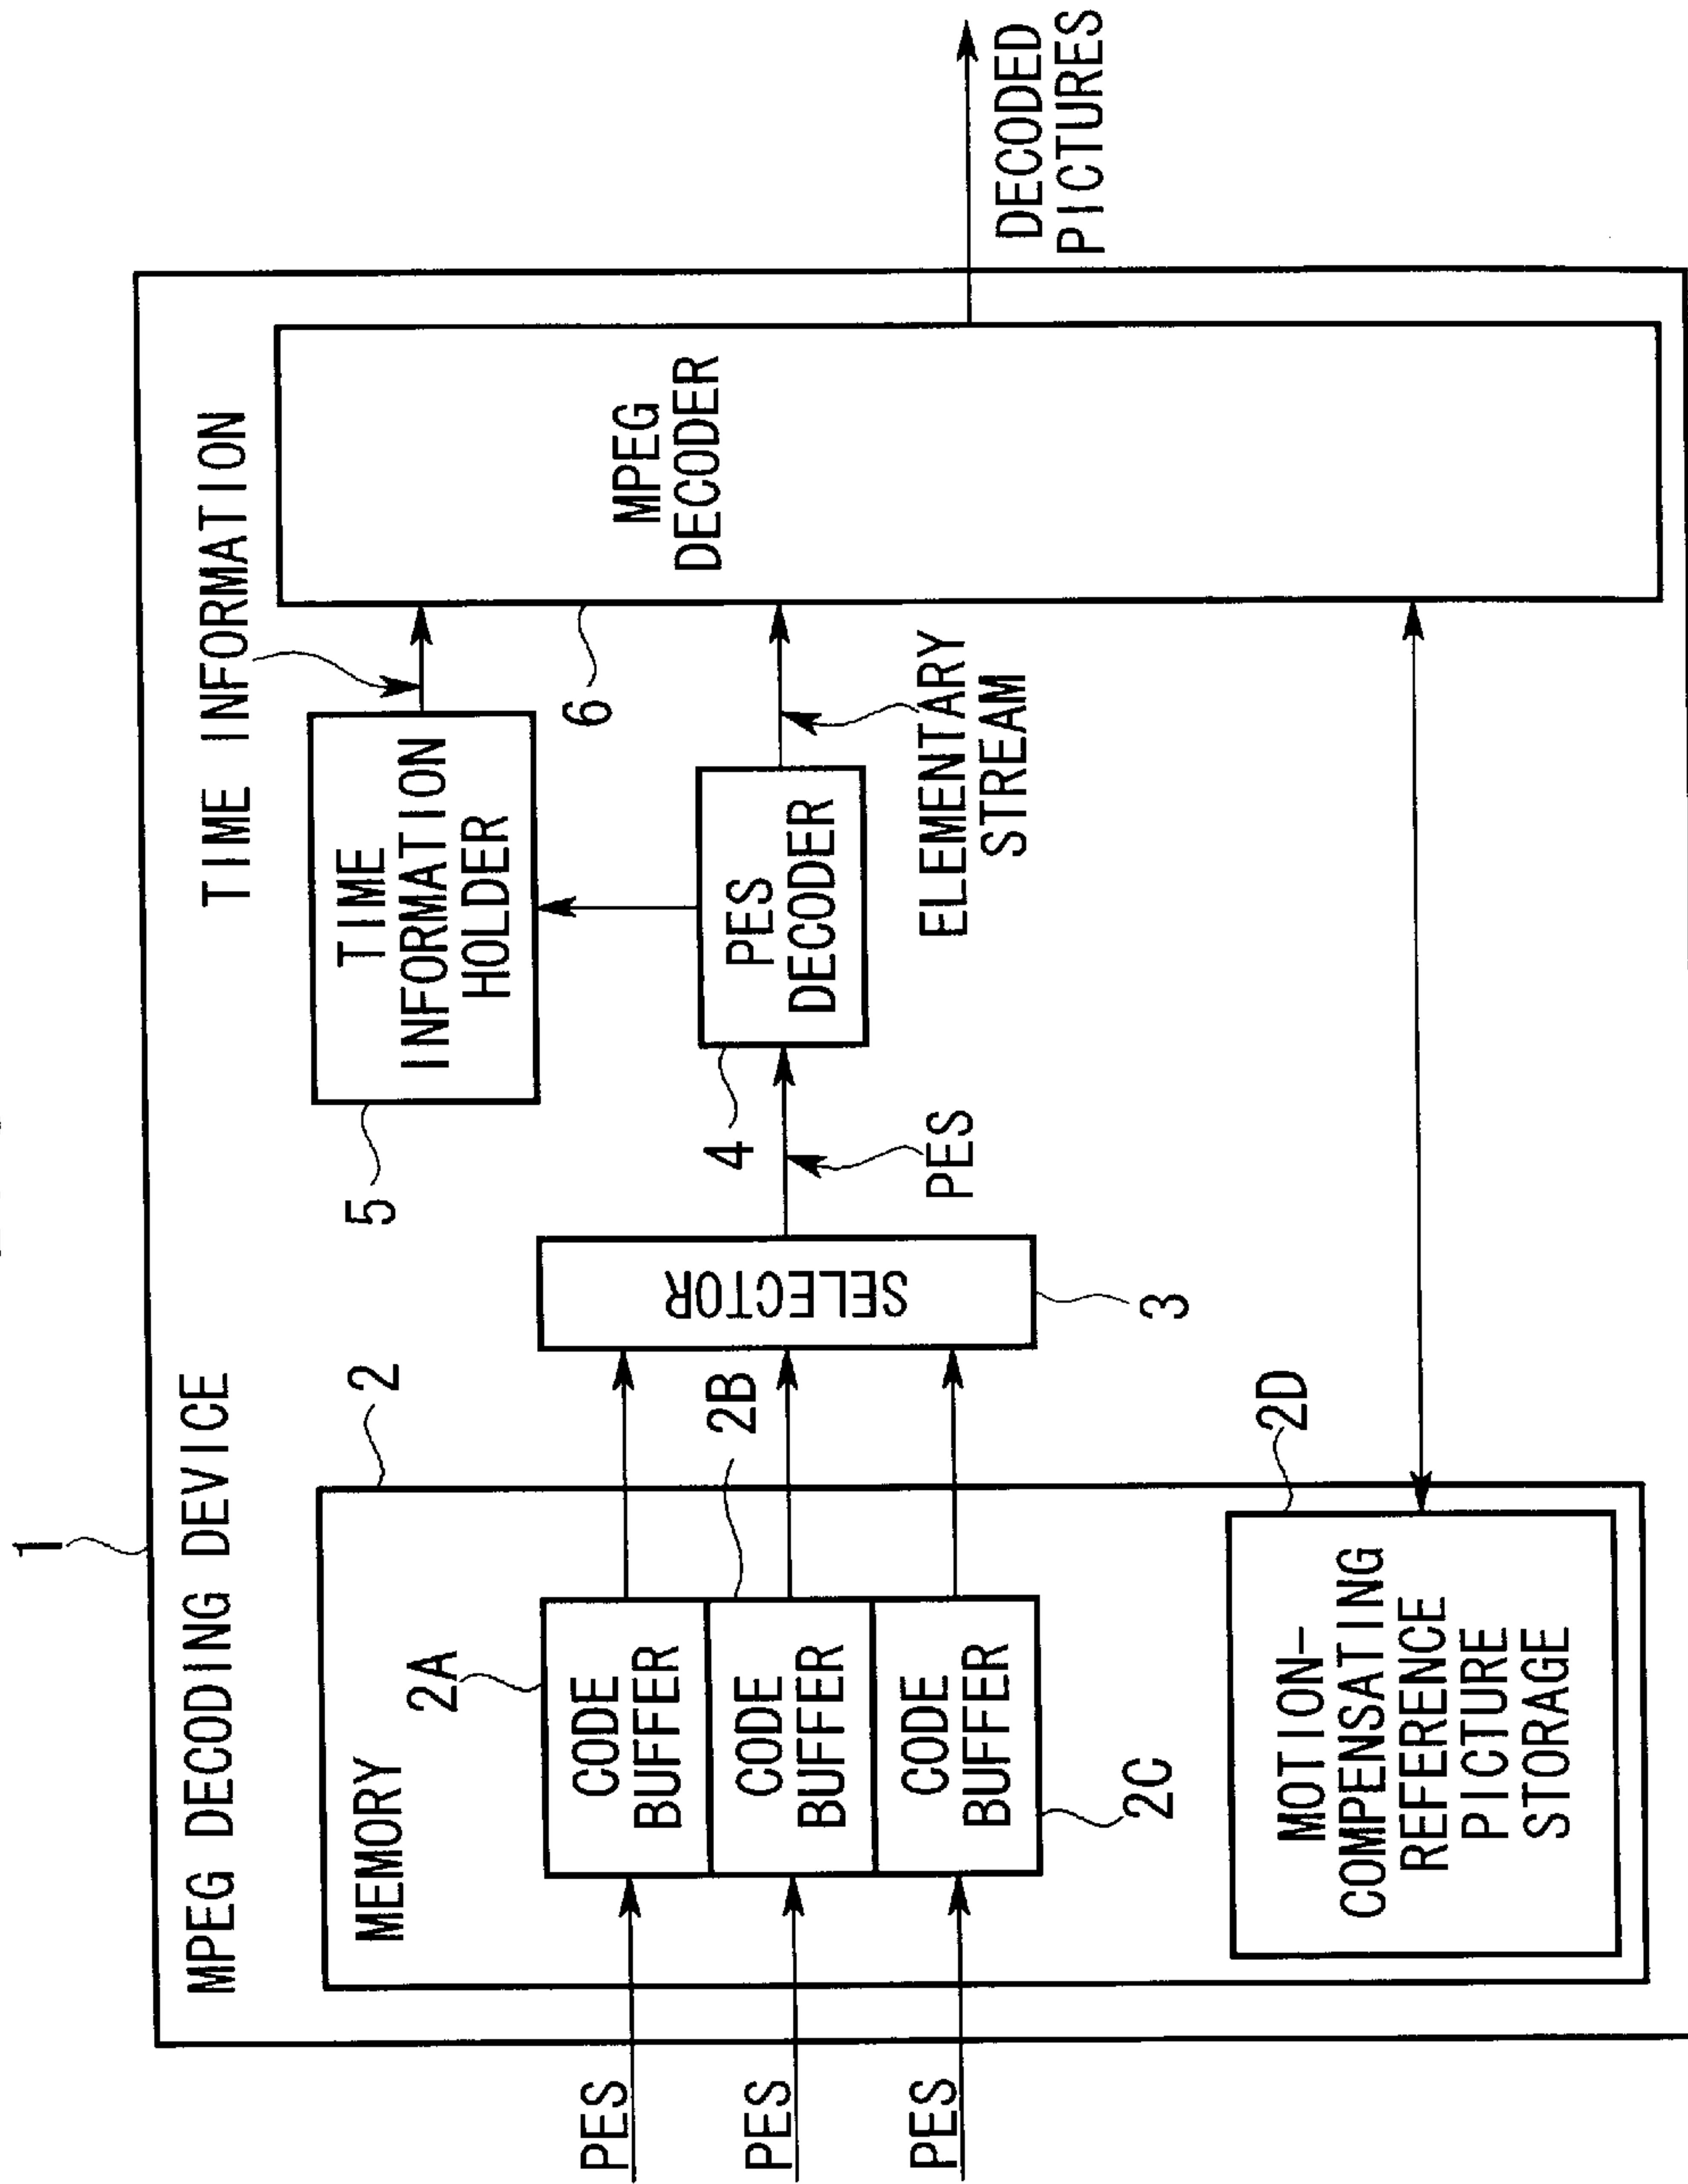 1
MPEG DECODING DEVICE
TIME INFORMATION
2
MEMORY
2A
CODE
BUFFER
2B
CODE
BUFFER
CODE
BUFFER
2C
PES
PES
PES
MOTION-
COMPENSATING
REFERENCE
PICTURE
STORAGE
2D
SELECTOR
3
PES
4
PES
DECODER
5
TIME
INFORMATION
HOLDER
ELEMENTARY
STREAM
6
MPEG
DECODER
DECODED
PICTURES